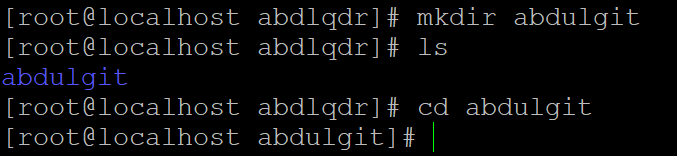 [root@localhost abdlqdr]# mkdir abdulgit
[root@localhost abdlqdr]# ls
abdulgit
[root@localhost abdlqdr]# cd abdulgit
[root@localhost abdulgit]#